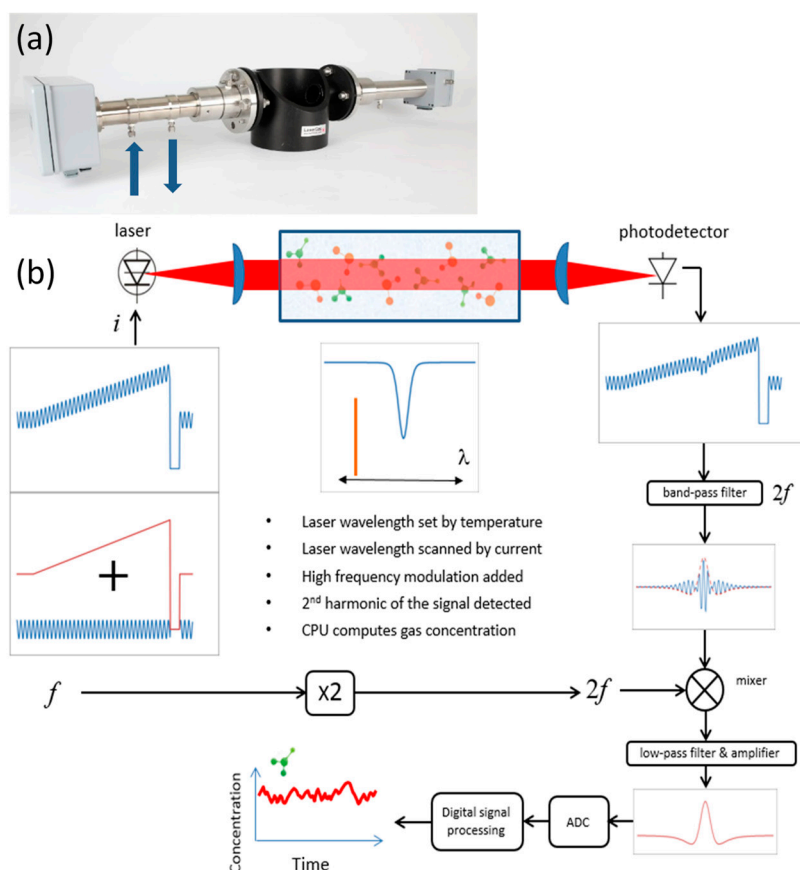 (a)
laser
photodetector
(b)
i
λ
band-pass filter
2f
+
• Laser wavelength set by temperature
• Laser wavelength scanned by current
• High frequency modulation added
• 2nd harmonic of the signal detected
• CPU computes gas concentration
f
x2
2f
mixer
low-pass filter & amplifier
Concentration
Time
Digital signal
processing
ADC